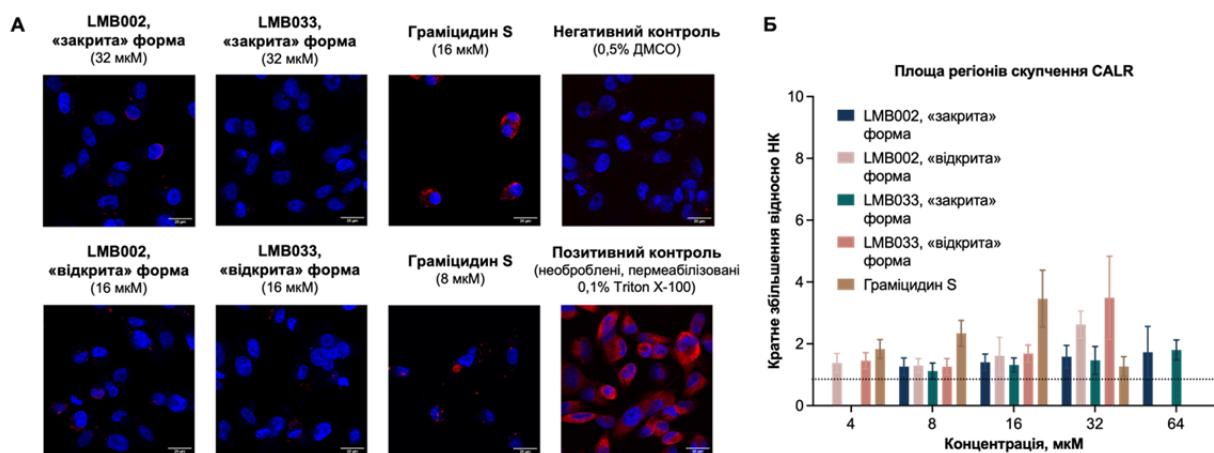 А
LMB002,
«закрита» форма
(32 мкМ)
LMB033,
«закрита» форма
(32 мкМ)
Граміцидин S
(16 мкМ)
Негативний контроль
(0,5% ДМСО)
LMB002,
«відкрита» форма
(16 мкМ)
LMB033,
«відкрита» форма
(16 мкМ)
Граміцидин S
(8 мкМ)
Позитивний контроль
(необроблені, пермеабілізовані
0,1% Triton X-100)
Б
Площа регіонів скупчення CALR
Кратне збільшення відносно НК
10
8
6
4
2
0
LMB002, «закрита»
форма
LMB002, «відкрита»
форма
LMB033, «закрита»
форма
LMB033, «відкрита»
форма
Граміцидин S
4
8
16
32
64
Концентрація, мкМ